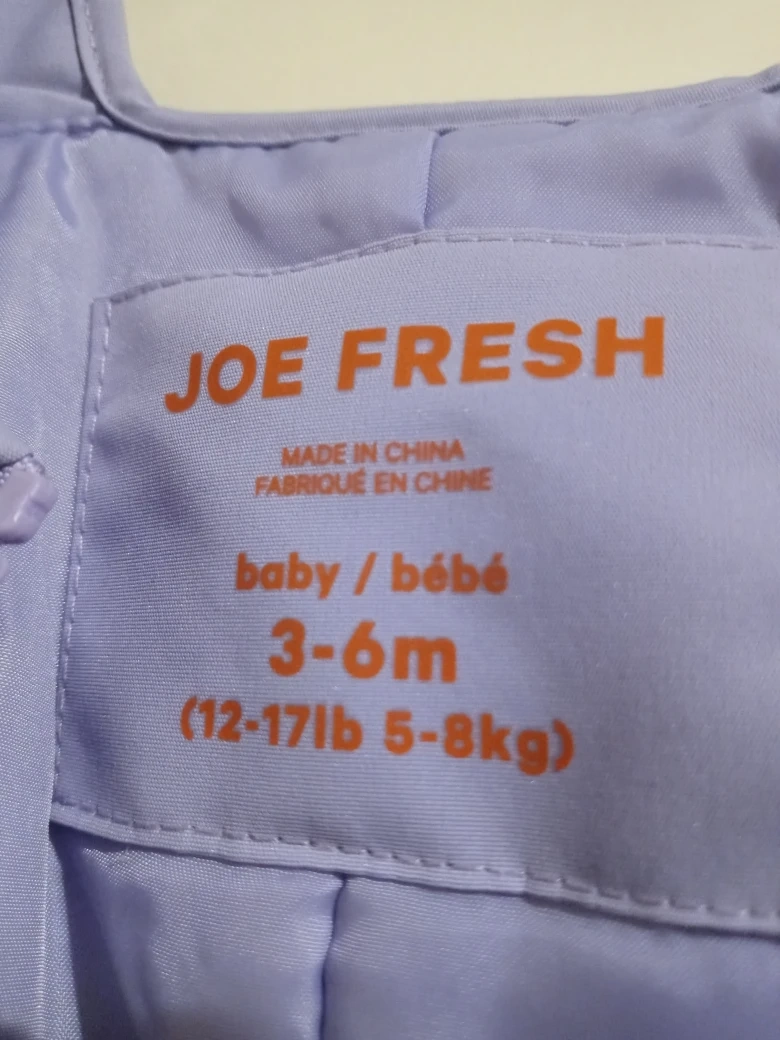 JOE FRESH
MADE IN CHINA
FABRIQUÉ EN CHINE
baby / bébé
3-6m
(12-17lb 5-8kg)